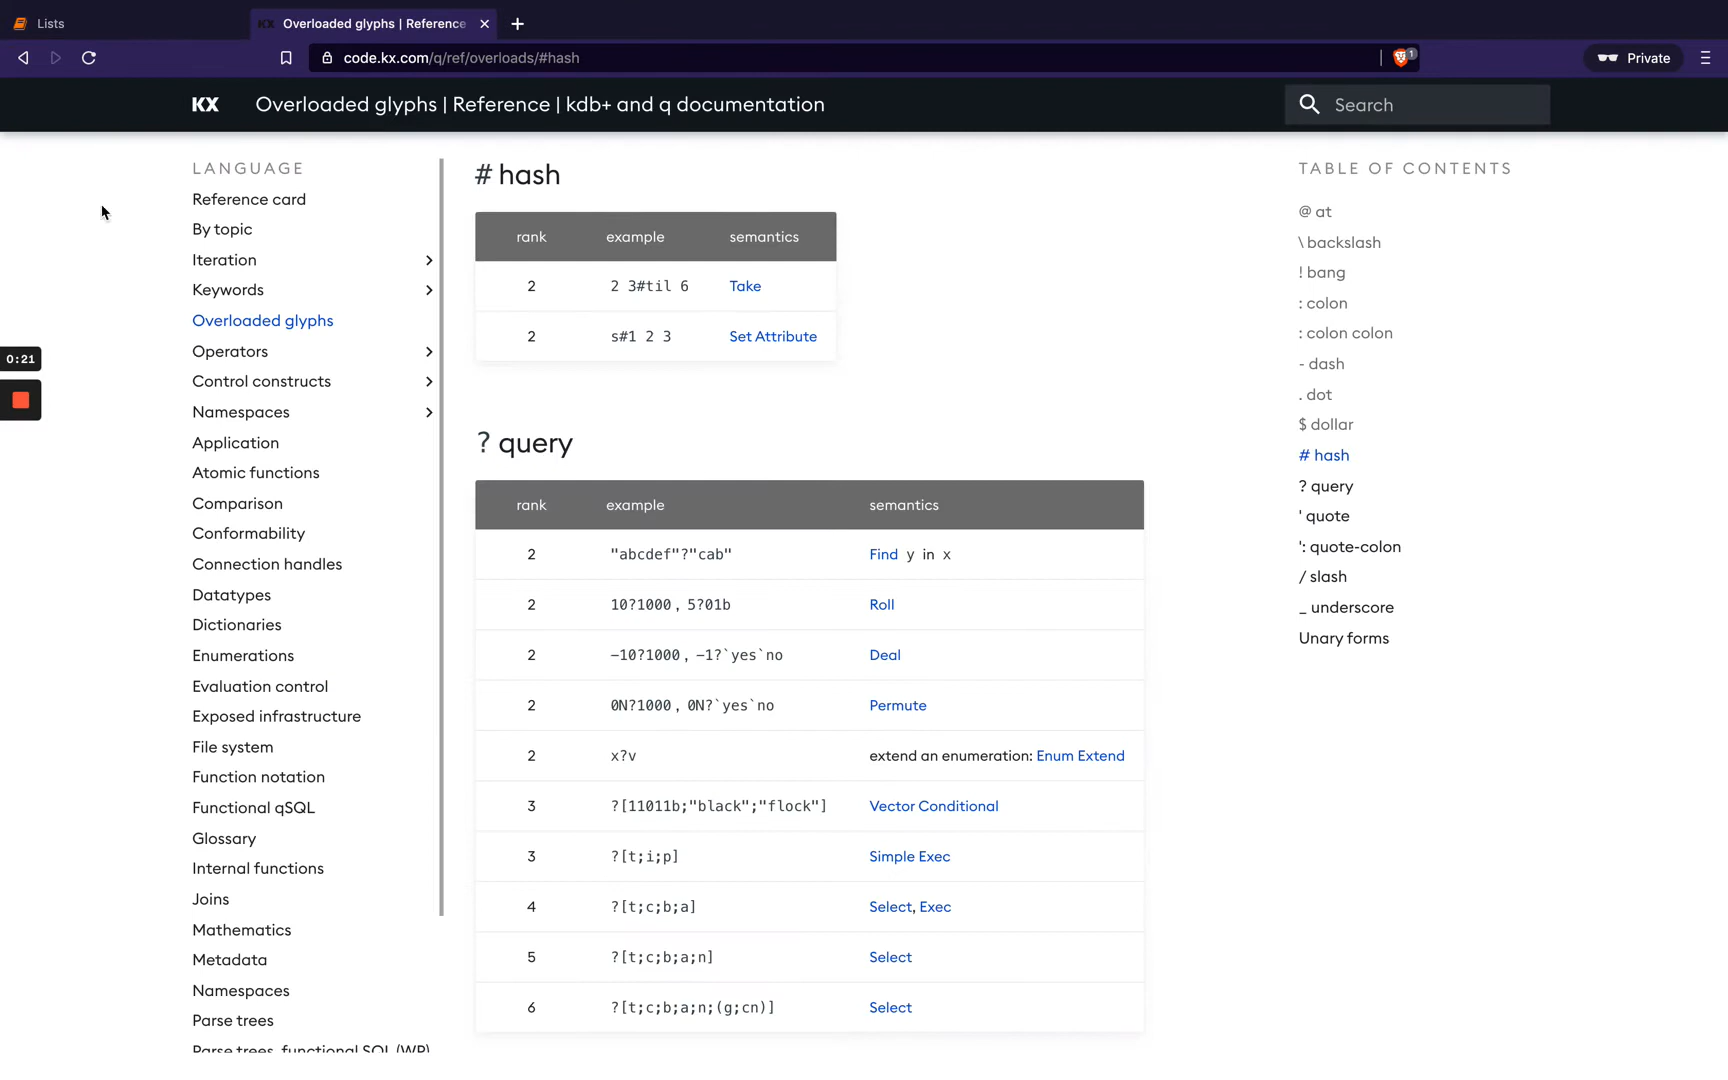 Lists
KX Overloaded glyphs | Reference
code.kx.com/q/ref/overloads/#hash
1
Private
KX
Overloaded glyphs | Reference | kdb+ and q documentation
Search
LANGUAGE
Reference card
By topic
Iteration
Keywords
Overloaded glyphs
Operators
Control constructs
Namespaces
Application
Atomic functions
Comparison
Conformability
Connection handles
Datatypes
Dictionaries
Enumerations
Evaluation control
Exposed infrastructure
File system
Function notation
Functional qSQL
Glossary
Internal functions
Joins
Mathematics
Metadata
Namespaces
Parse trees
Parse trees, functional SQL (WP)
0:21
# hash
rank example semantics
2 2 3#til 6 Take
2 s#1 2 3 Set Attribute
? query
rank example semantics
2 "abcdef"?"cab" Find y in x
2 10?1000, 5?01b Roll
2 -10?1000, -1?`yes`no Deal
2 0N?1000, 0N?`yes`no Permute
2 x?v extend an enumeration: Enum Extend
3 ?[11011b;"black";"flock"] Vector Conditional
3 ?[t;i;p] Simple Exec
4 ?[t;c;b;a] Select, Exec
5 ?[t;c;b;a;n] Select
6 ?[t;c;b;a;n;(g;cn)] Select
TABLE OF CONTENTS
@ at
\ backslash
! bang
: colon
: colon colon
- dash
. dot
$ dollar
# hash
? query
' quote
': quote-colon
/ slash
_ underscore
Unary forms